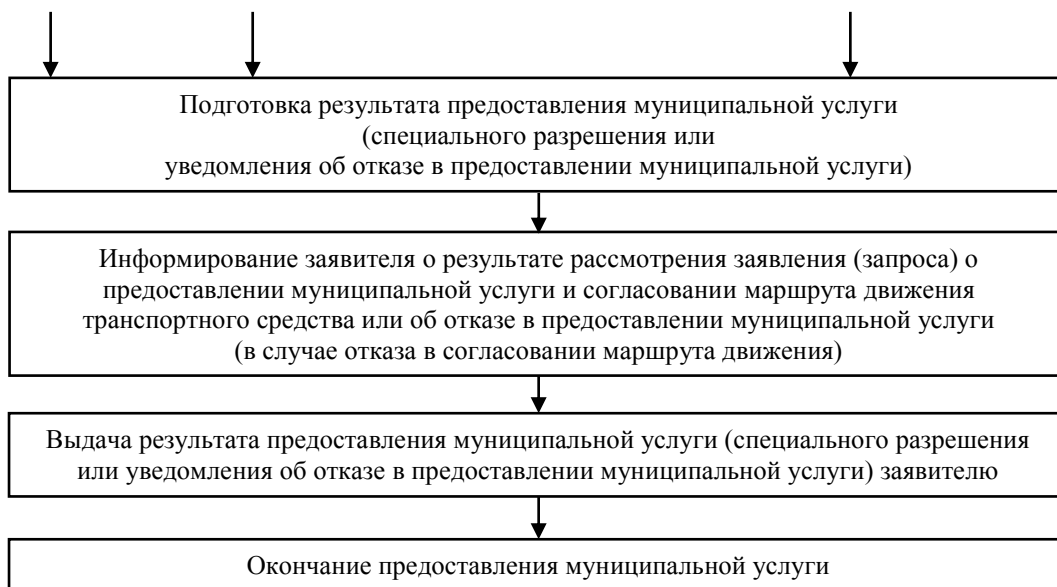 Подготовка результата предоставления муниципальной услуги
(специального разрешения или
уведомления об отказе в предоставлении муниципальной услуги)
Информирование заявителя о результате рассмотрения заявления (запроса) о
предоставлении муниципальной услуги и согласовании маршрута движения
транспортного средства или об отказе в предоставлении муниципальной услуги
(в случае отказа в согласовании маршрута движения)
Выдача результата предоставления муниципальной услуги (специального разрешения
или уведомления об отказе в предоставлении муниципальной услуги) заявителю
Окончание предоставления муниципальной услуги